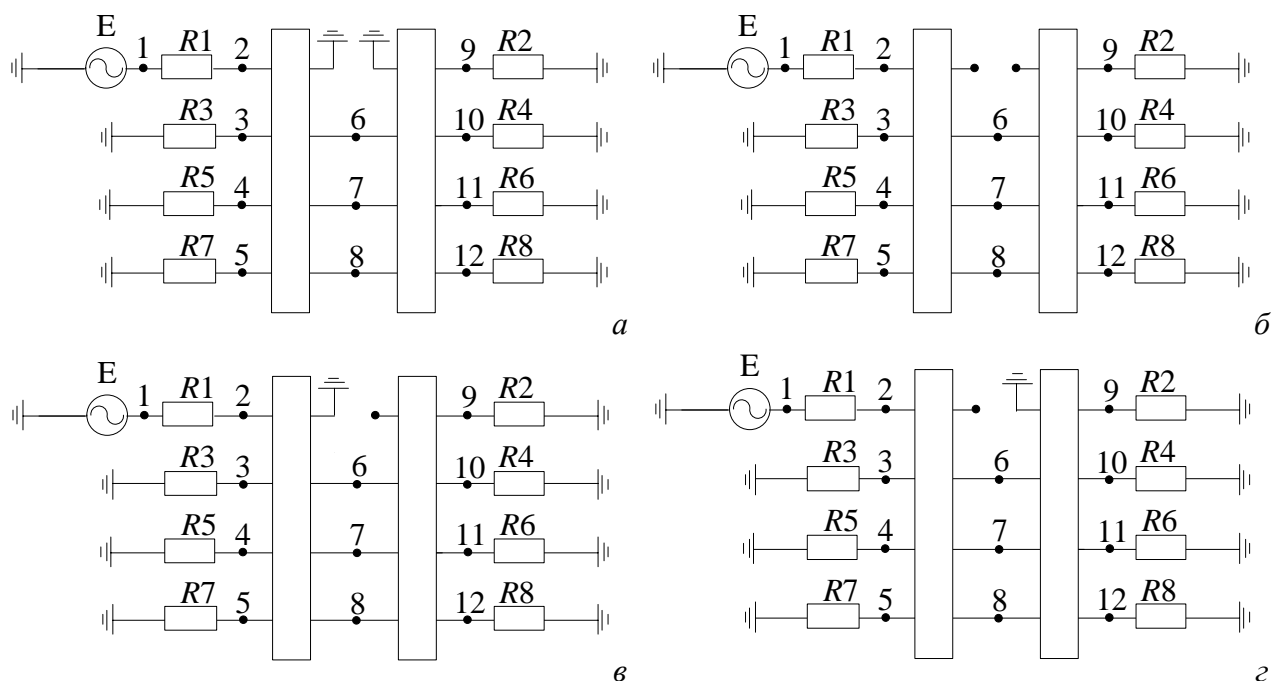 E
1 R1 2 9 R2
R3 3 6 10 R4
R5 4 7 11 R6
R7 5 8 12 R8
а
E
1 R1 2 9 R2
R3 3 6 10 R4
R5 4 7 11 R6
R7 5 8 12 R8
б
E
1 R1 2 9 R2
R3 3 6 10 R4
R5 4 7 11 R6
R7 5 8 12 R8
в
E
1 R1 2 9 R2
R3 3 6 10 R4
R5 4 7 11 R6
R7 5 8 12 R8
г